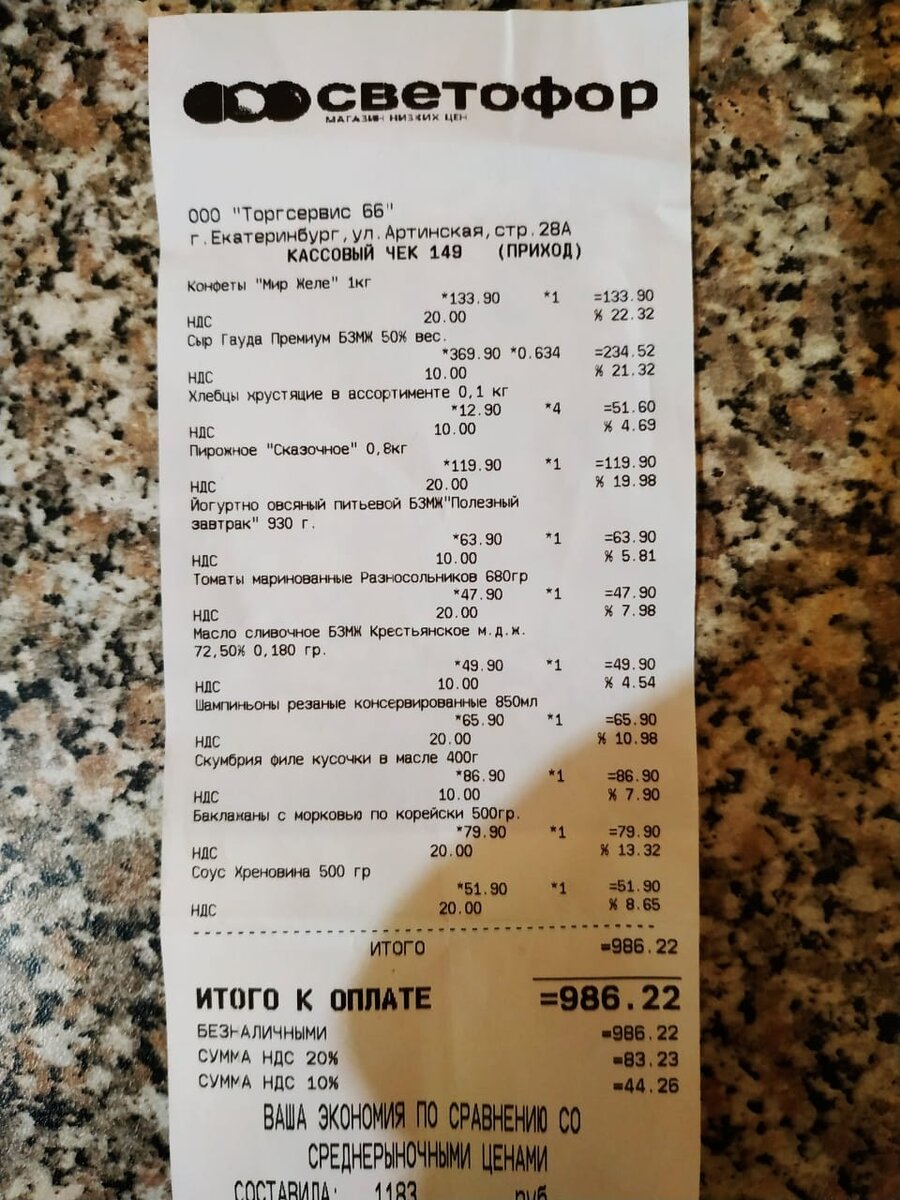 светофор
МАГАЗИН НИЗКИХ ЦЕН
ООО "Торгсервис 66"
г.Екатеринбург,ул.Артинская,стр.28А
КАССОВЫЙ ЧЕК 149 (ПРИХОД)
Конфеты "Мир Желе" 1кг
*133.90 *1 =133.90
НДС 20.00 % 22.32
Сыр Гауда Премиум БЗМЖ 50% вес.
*369.90 *0.634 =234.52
НДС 10.00 % 21.32
Хлебцы хрустящие в ассортименте 0,1 кг
*12.90 *4 =51.60
НДС 10.00 % 4.69
Пирожное "Сказочное" 0,8кг
*119.90 *1 =119.90
НДС 20.00 % 19.98
Йогуртно овсяный питьевой БЗМЖ"Полезный
завтрак" 930 г.
*63.90 *1 =63.90
НДС 10.00 % 5.81
Томаты маринованные Разносольников 680гр
*47.90 *1 =47.90
НДС 20.00 % 7.98
Масло сливочное БЗМЖ Крестьянское м.д.ж.
72,50% 0,180 гр.
*49.90 *1 =49.90
НДС 10.00 % 4.54
Шампиньоны резаные консервированные 850мл
*65.90 *1 =65.90
НДС 20.00 % 10.98
Скумбрия филе кусочки в масле 400г
*86.90 *1 =86.90
НДС 10.00 % 7.90
Баклажаны с морковью по корейски 500гр.
*79.90 *1 =79.90
НДС 20.00 % 13.32
Соус Хреновина 500 гр
*51.90 *1 =51.90
НДС 20.00 % 8.65
ИТОГО =986.22
ИТОГО К ОПЛАТЕ =986.22
БЕЗНАЛИЧНЫМИ =986.22
СУММА НДС 20% =83.23
СУММА НДС 10% =44.26
ВАША ЭКОНОМИЯ ПО СРАВНЕНИЮ СО
СРЕДНЕРЫНОЧНЫМИ ЦЕНАМИ
СОСТАВИЛА: 1183 руб